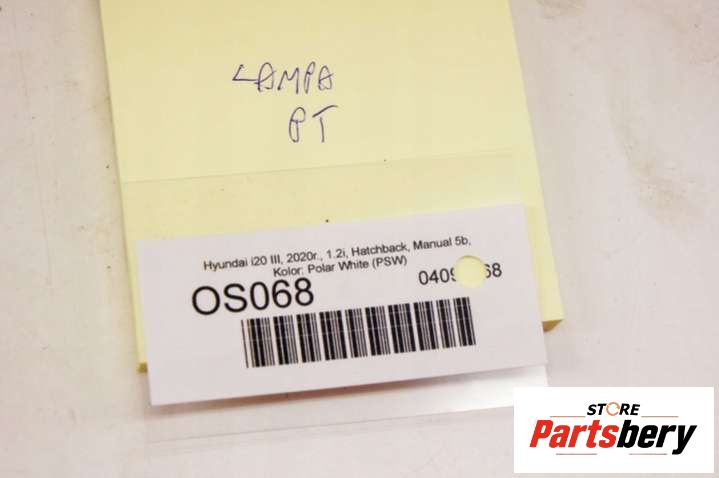 LAMPA
PT
Hyundai i20 III, 2020r., 1.2i, Hatchback, Manual 5b,
Kolor: Polar White (PSW)
OS068
STORE
Partsbery